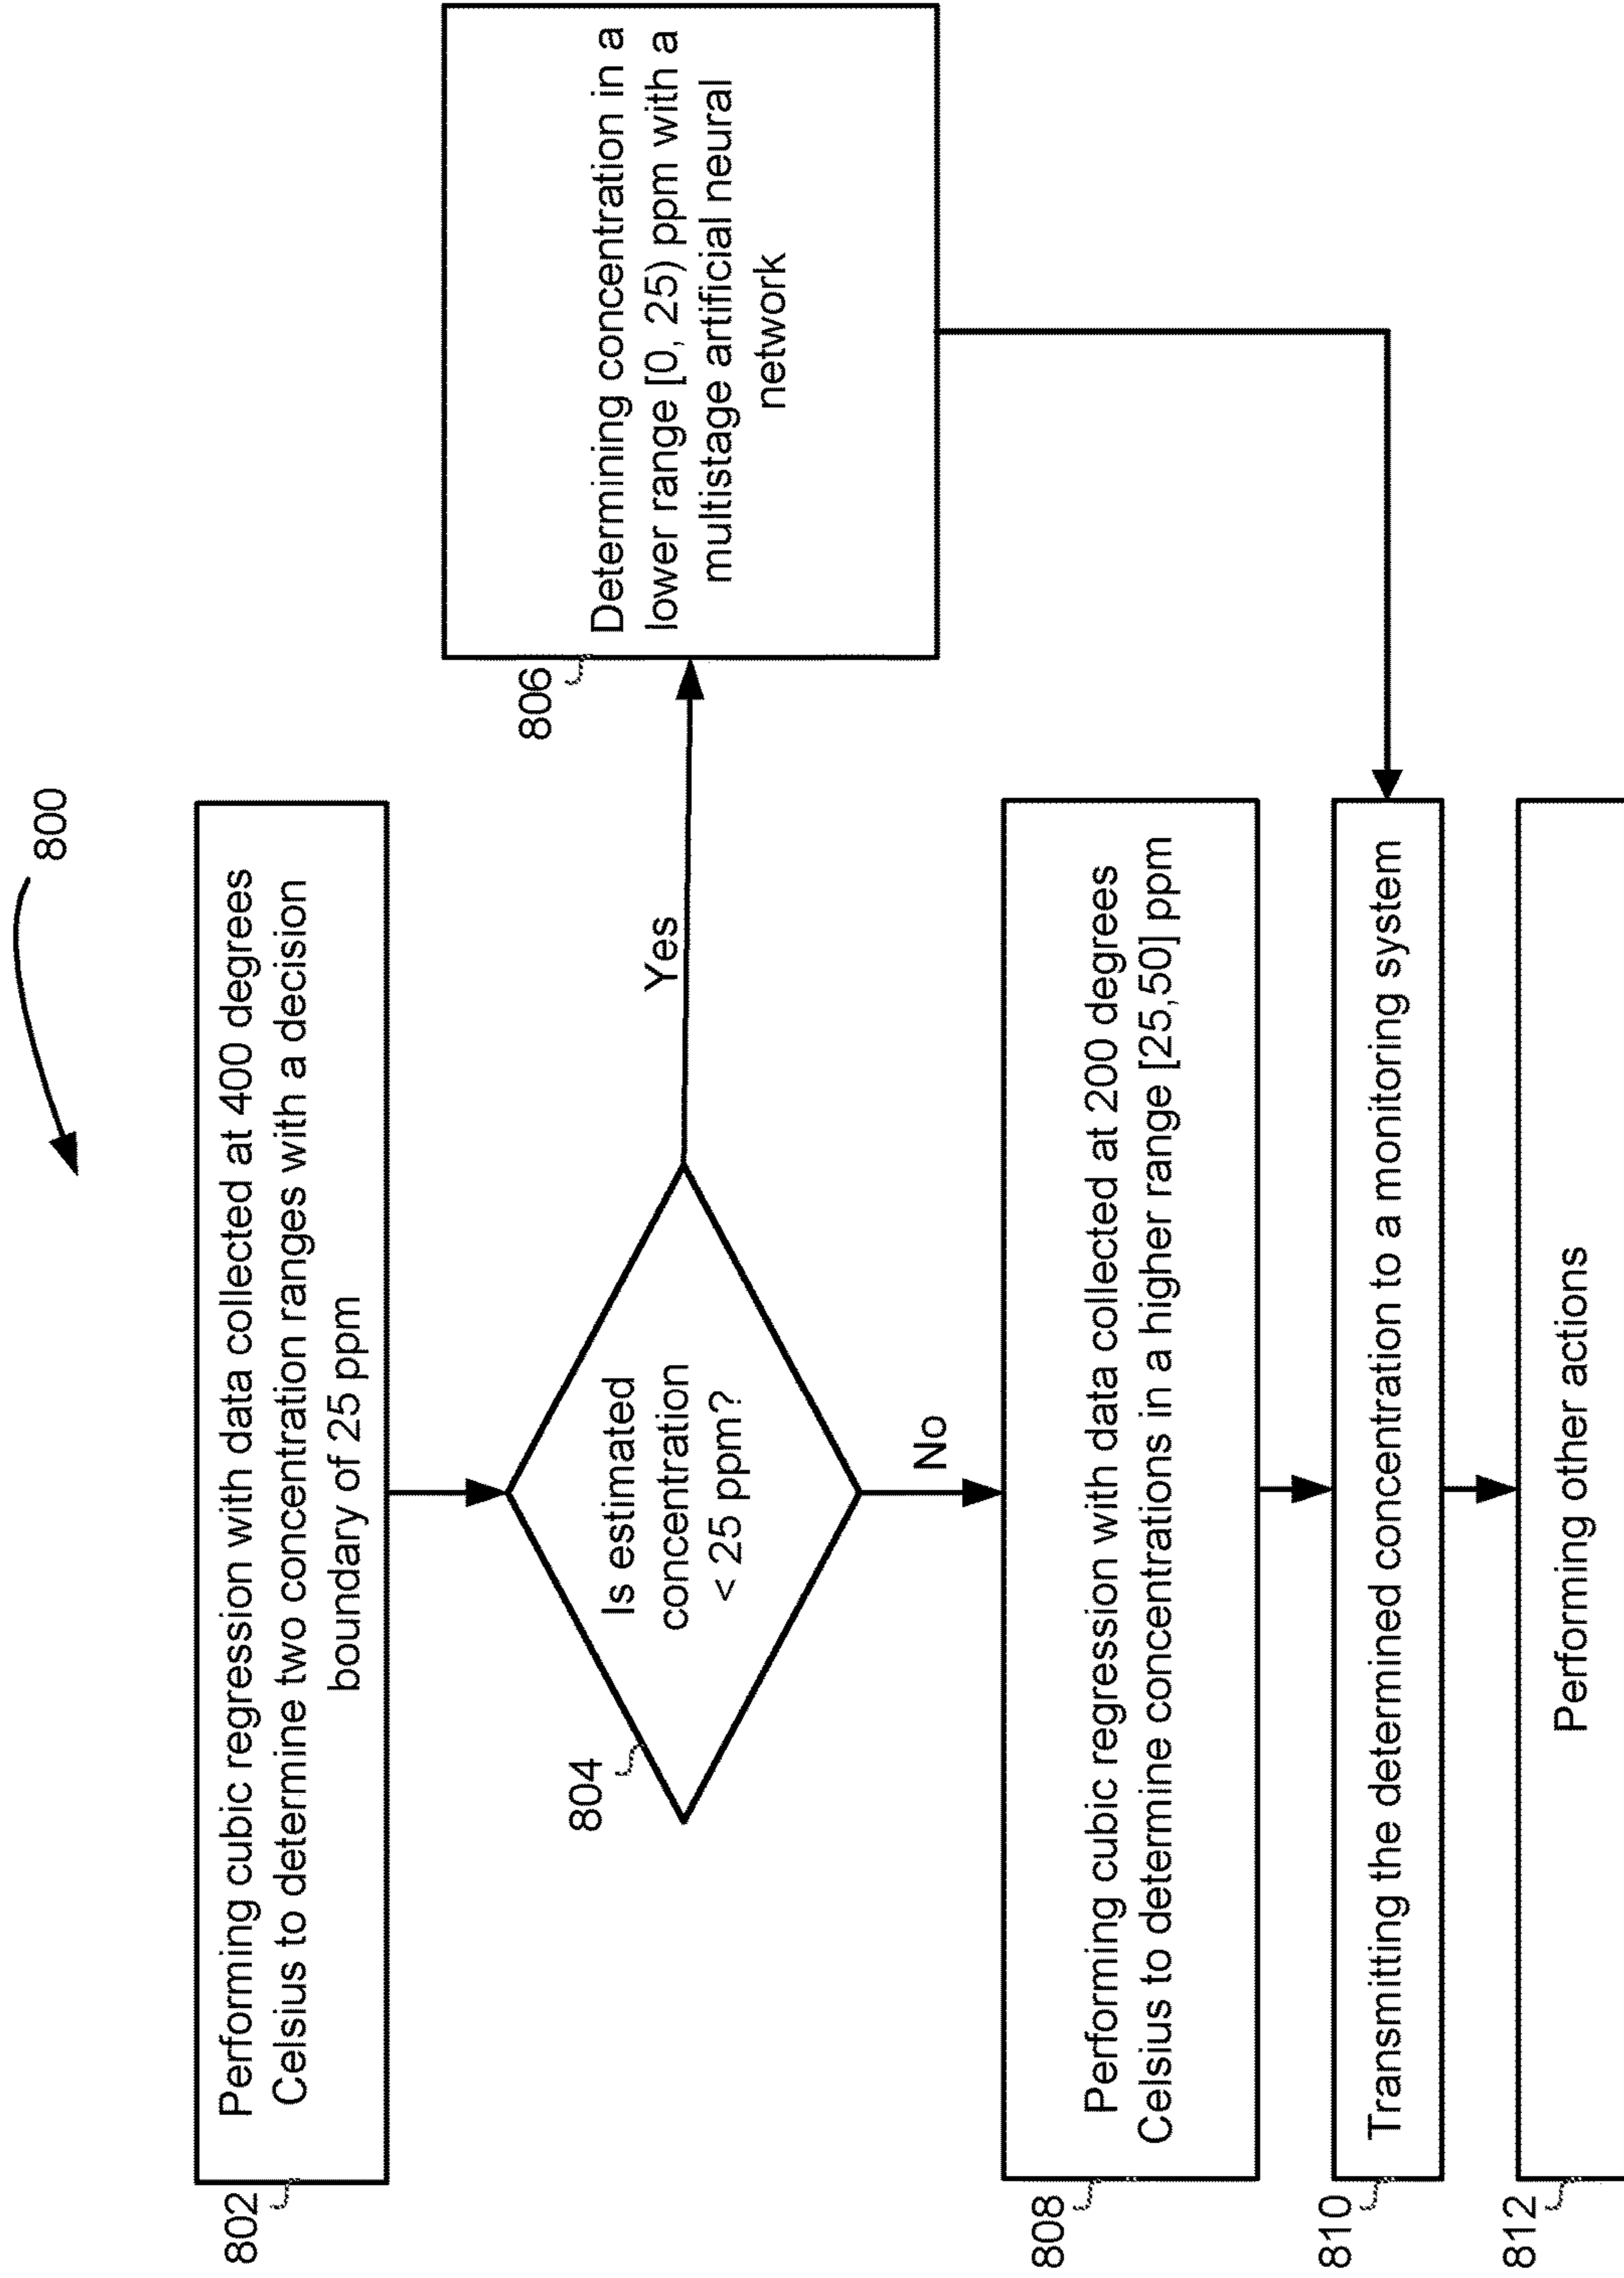 800
802
Performing cubic regression with data collected at 400 degrees
Celsius to determine two concentration ranges with a decision
boundary of 25 ppm
804
Is estimated
concentration
< 25 ppm?
Yes
806
Determining concentration in a
lower range [0, 25) ppm with a
multistage artificial neural
network
No
808
Performing cubic regression with data collected at 200 degrees
Celsius to determine concentrations in a higher range [25,50] ppm
810
Transmitting the determined concentration to a monitoring system
812
Performing other actions